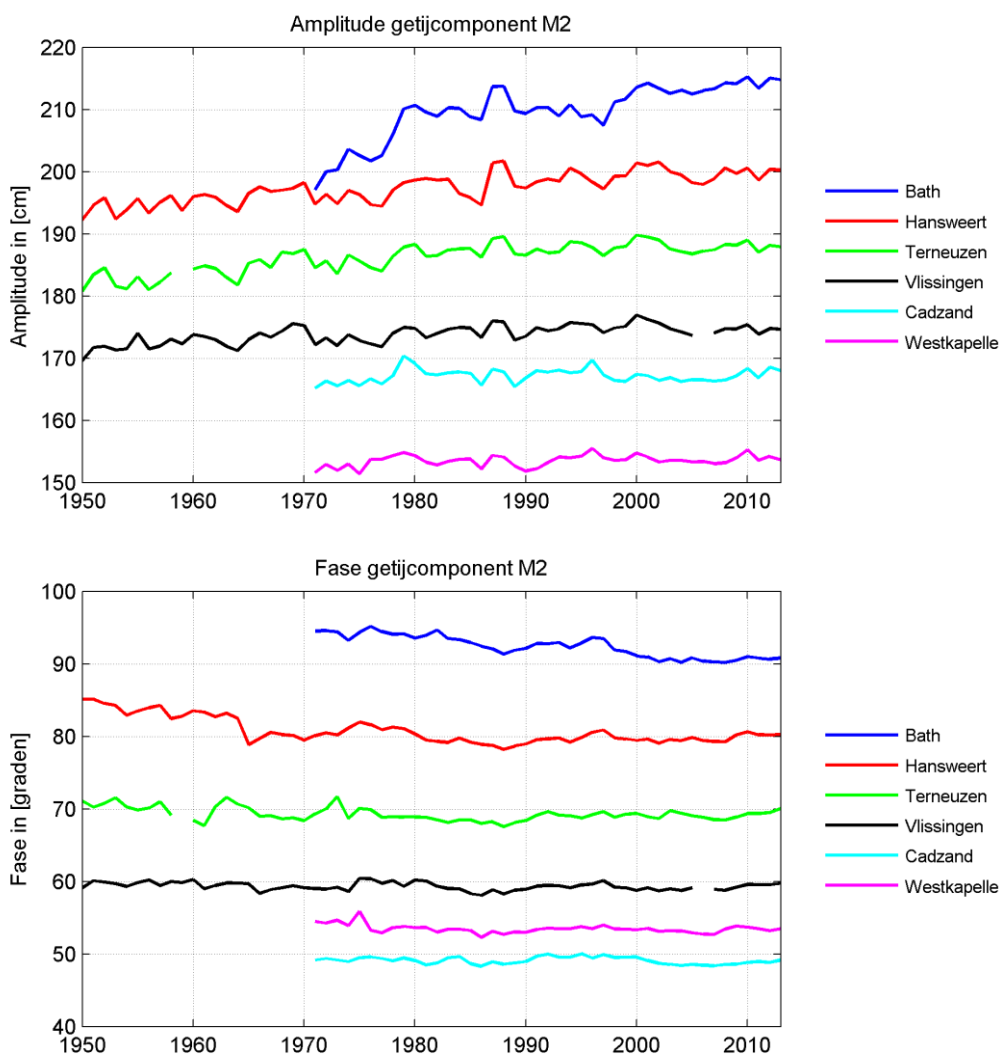 Amplitude getijcomponent M2
Amplitude in [cm]
220
210
200
190
180
170
160
150
1950
1960
1970
1980
1990
2000
2010
Bath
Hansweert
Terneuzen
Vlissingen
Cadzand
Westkapelle
Fase getijcomponent M2
Fase in [graden]
100
90
80
70
60
50
40
1950
1960
1970
1980
1990
2000
2010
Bath
Hansweert
Terneuzen
Vlissingen
Cadzand
Westkapelle